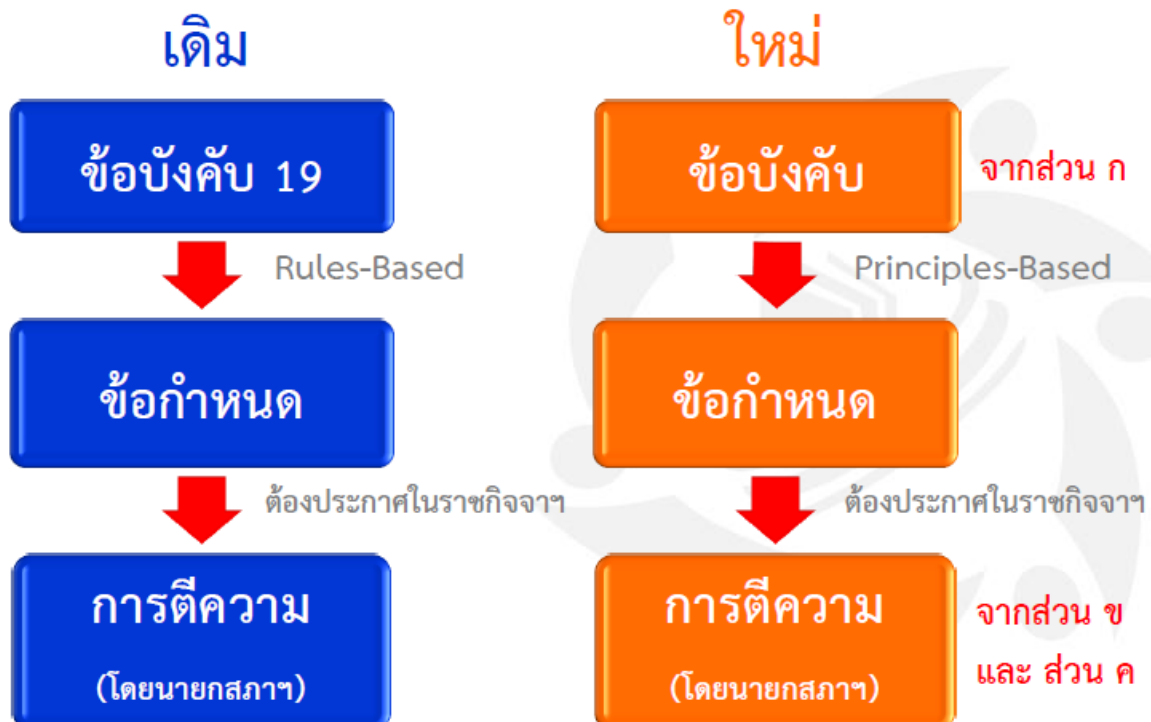 เดิม
ข้อบังคับ 19
Rules-Based
ข้อกำหนด
ต้องประกาศในราชกิจจาฯ
การตีความ
(โดยนายกสภาฯ)
ใหม่
ข้อบังคับ
จากส่วน ก
Principles-Based
ข้อกำหนด
ต้องประกาศในราชกิจจาฯ
การตีความ
(โดยนายกสภาฯ)
จากส่วน ข
และ ส่วน ค